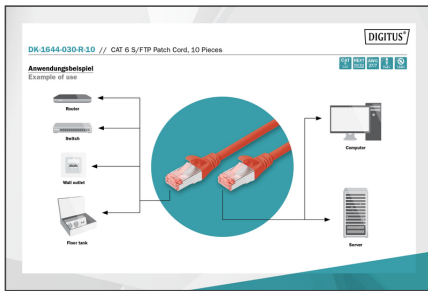 DIGITUS®
DK-1644-030-R-10 // CAT 6 S/FTP Patch Cord, 10 Pieces
Anwendungsbeispiel
Example of use
Router
Switch
Wall outlet
Floor tank
Computer
Server